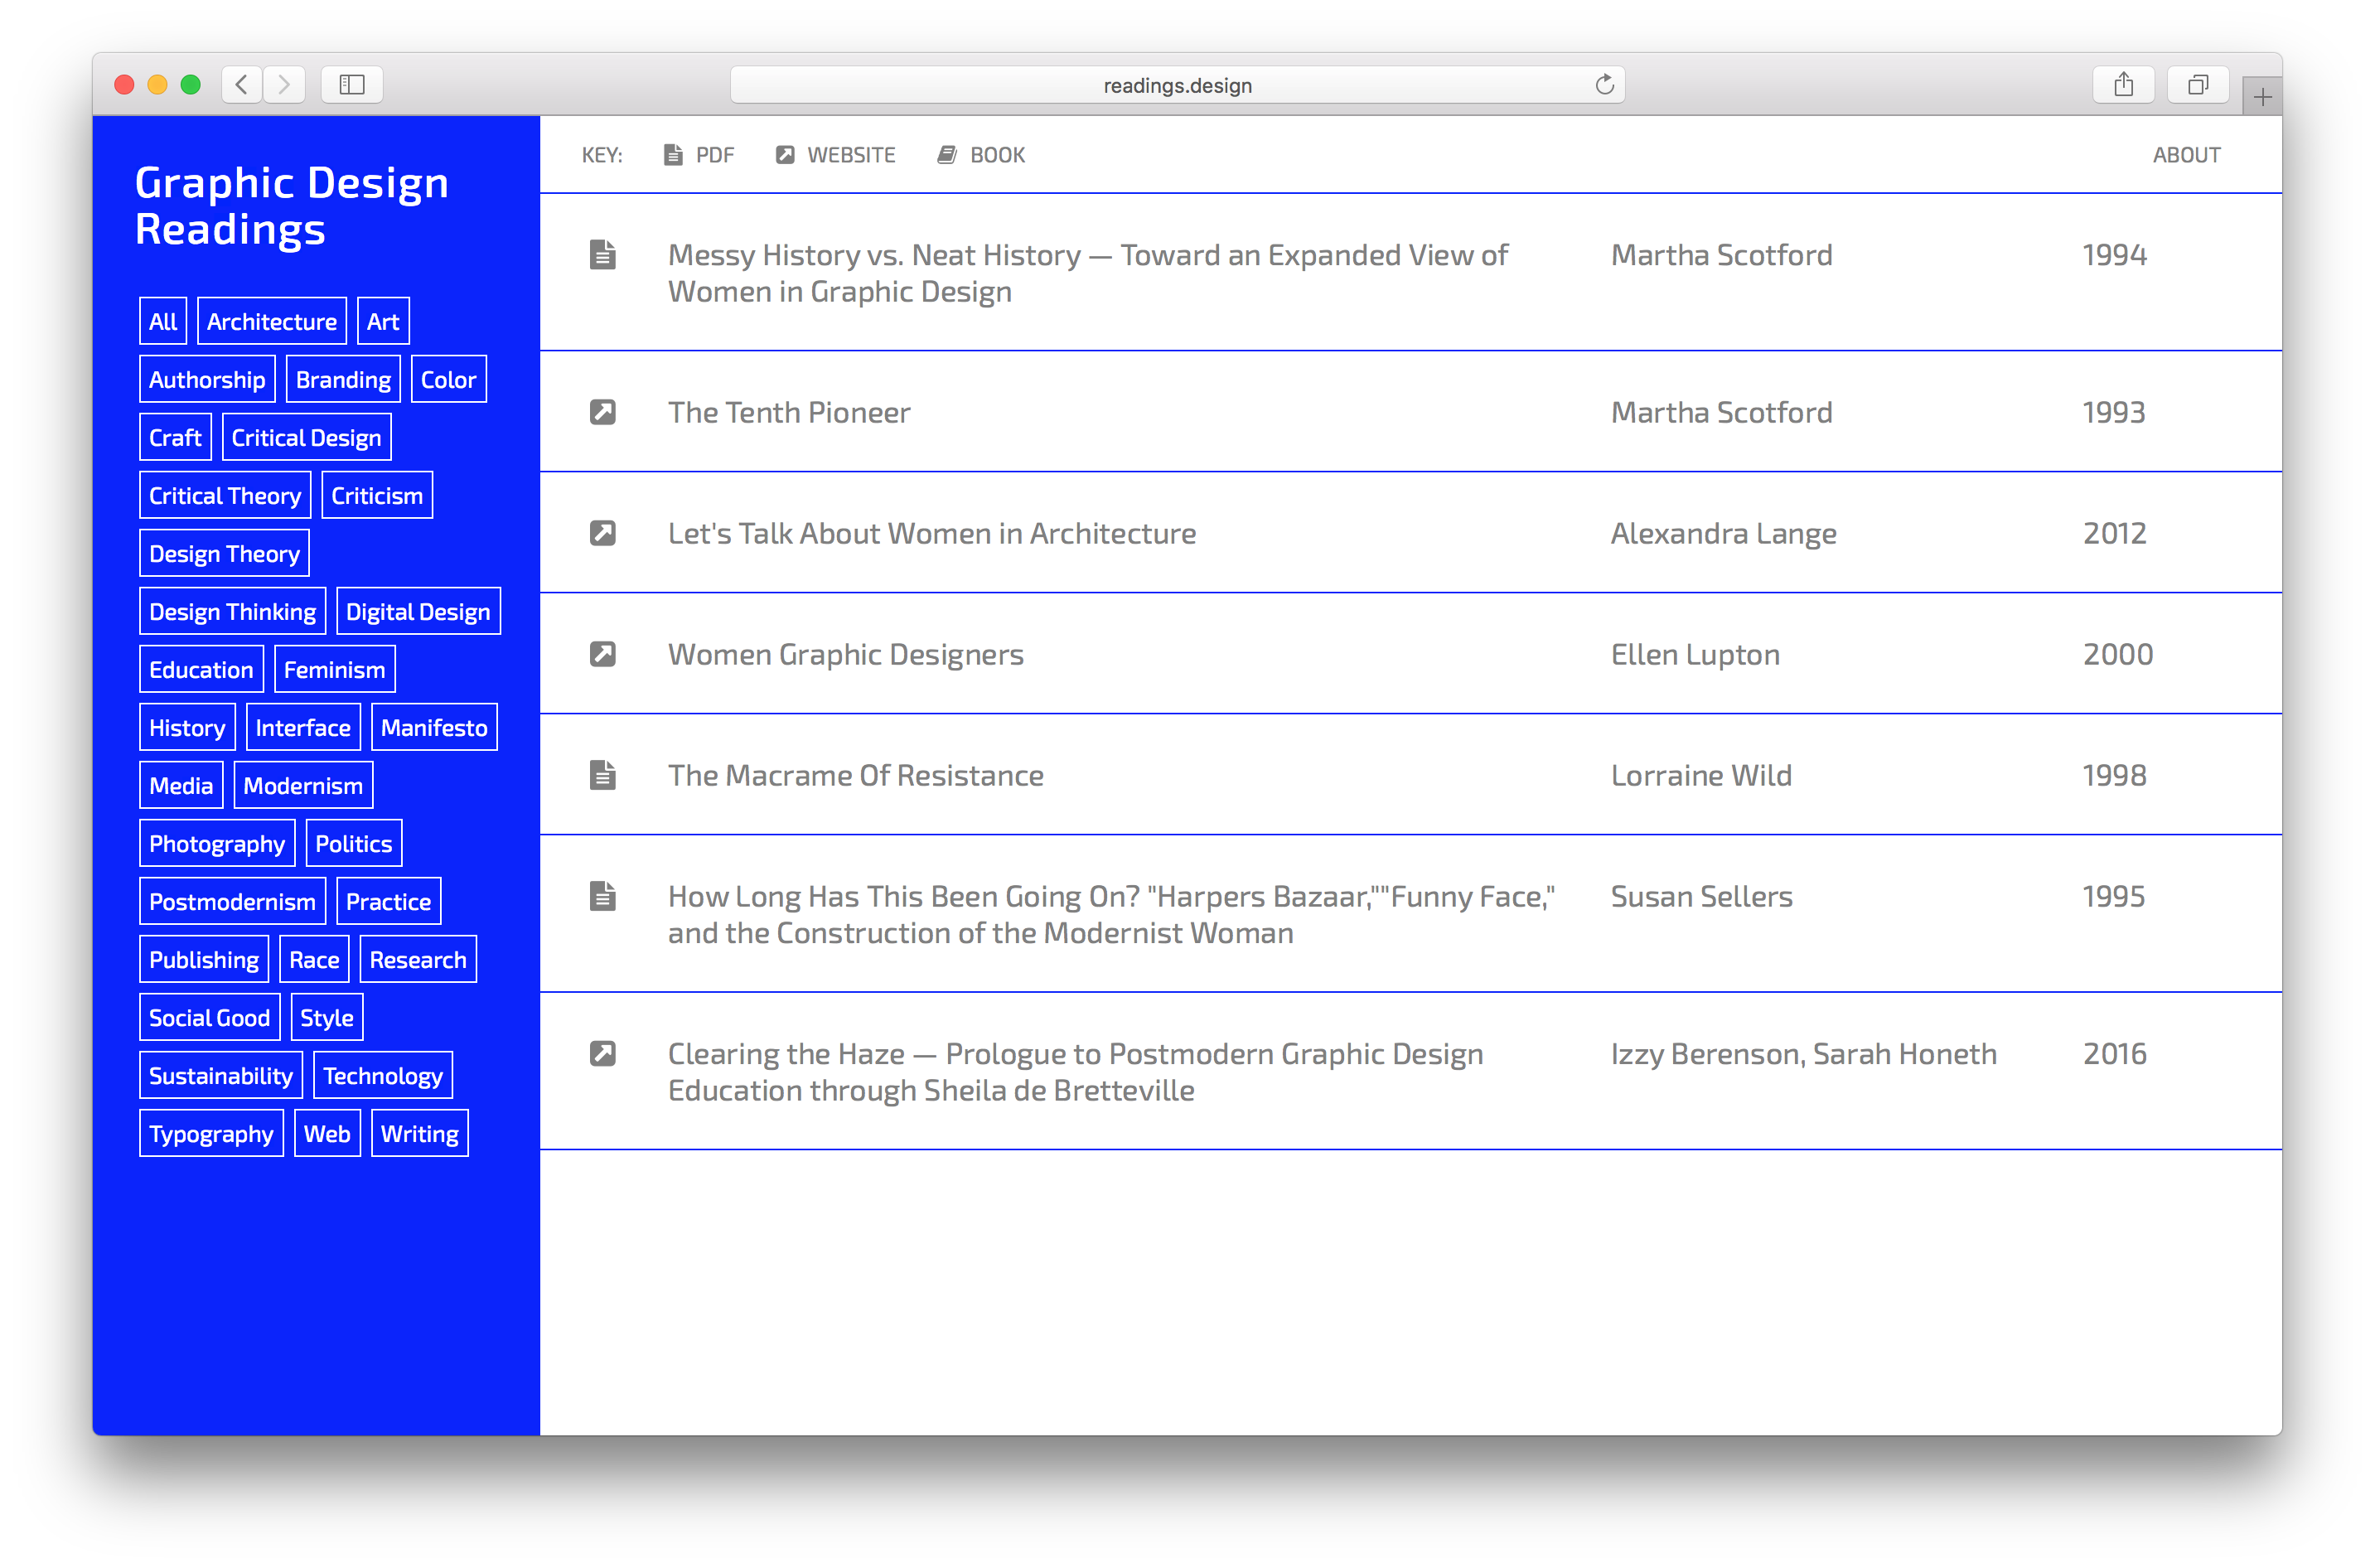 readings.design
Graphic Design
Readings
All Architecture Art
Authorship Branding Color
Craft Critical Design
Critical Theory Criticism
Design Theory
Design Thinking Digital Design
Education Feminism
History Interface Manifesto
Media Modernism
Photography Politics
Postmodernism Practice
Publishing Race Research
Social Good Style
Sustainability Technology
Typography Web Writing
KEY: PDF WEBSITE BOOK ABOUT
Messy History vs. Neat History — Toward an Expanded View of Martha Scotford 1994
Women in Graphic Design
The Tenth Pioneer Martha Scotford 1993
Let's Talk About Women in Architecture Alexandra Lange 2012
Women Graphic Designers Ellen Lupton 2000
The Macrame Of Resistance Lorraine Wild 1998
How Long Has This Been Going On? "Harpers Bazaar,""Funny Face," Susan Sellers 1995
and the Construction of the Modernist Woman
Clearing the Haze — Prologue to Postmodern Graphic Design Izzy Berenson, Sarah Honeth 2016
Education through Sheila de Bretteville